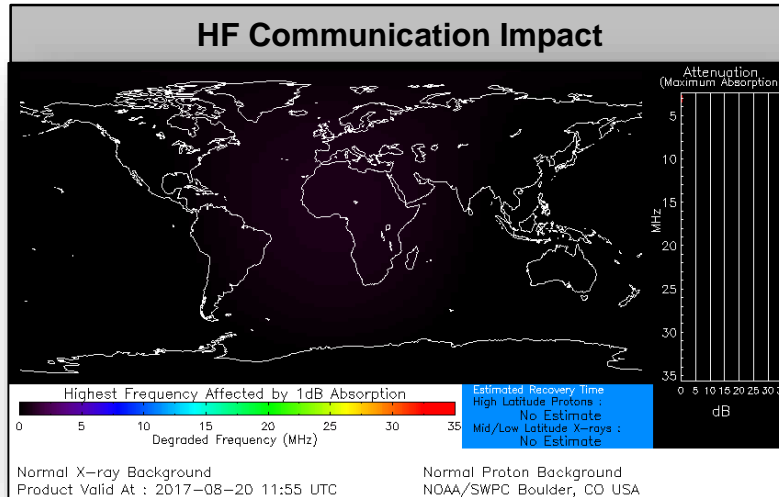 HF Communication Impact
Attenuation
(Maximum Absorption
5
10
15
20
25
30
35
MHz
0 5 10 15 20 25 30 3
dB
Highest Frequency Affected by 1dB Absorption
0 5 10 15 20 25 30 35
Degraded Frequency (MHz)
Estimated Recovery Time
High Latitude Protons :
No Estimate
Mid/Low Latitude X-rays :
No Estimate
Normal X-ray Background
Product Valid At : 2017-08-20 11:55 UTC
Normal Proton Background
NOAA/SWPC Boulder, CO USA